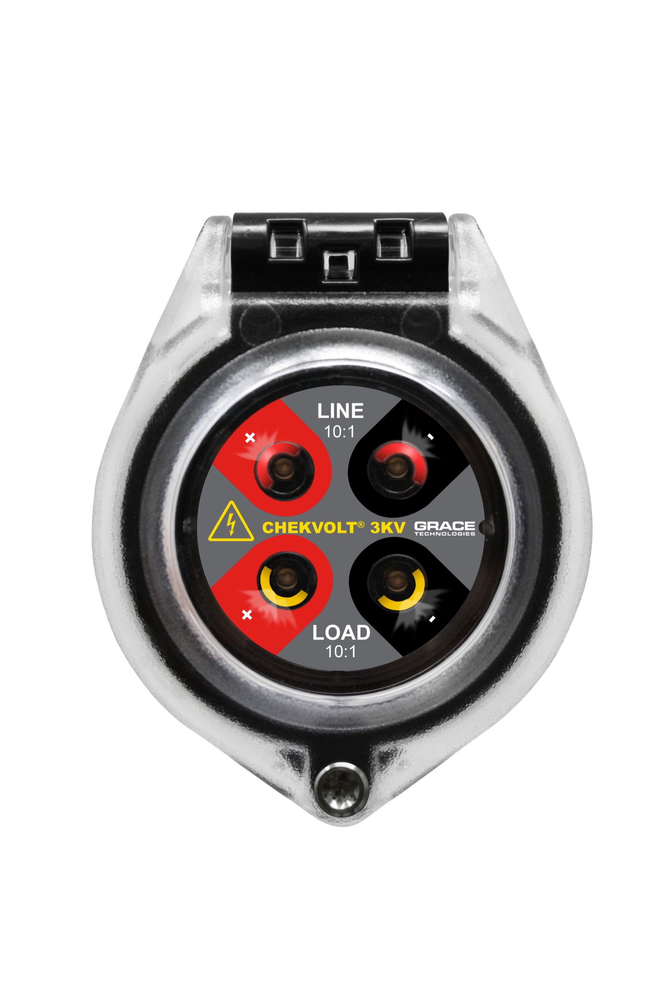 LINE
10:1
+ -
CHEKVOLT® 3KV GRACE TECHNOLOGIES
+ -
LOAD
10:1